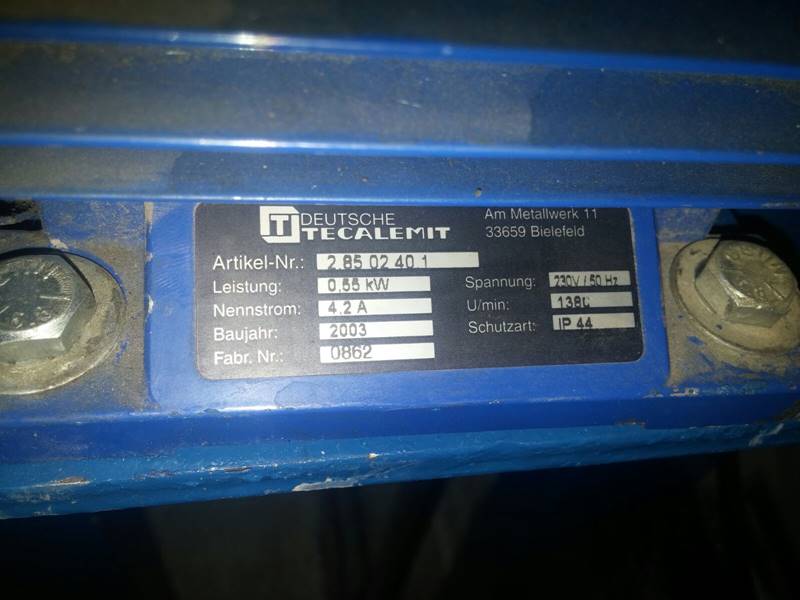 DEUTSCHE
TECALEMIT
Am Metallwerk 11
33659 Bielefeld
Artikel-Nr.: 2 85 02 40 1
Leistung: 0,55 kW
Nennstrom: 4,2 A
Baujahr: 2003
Fabr. Nr.: 0862
Spannung: 230V / 50 Hz
U/min: 1380
Schutzart: IP 44